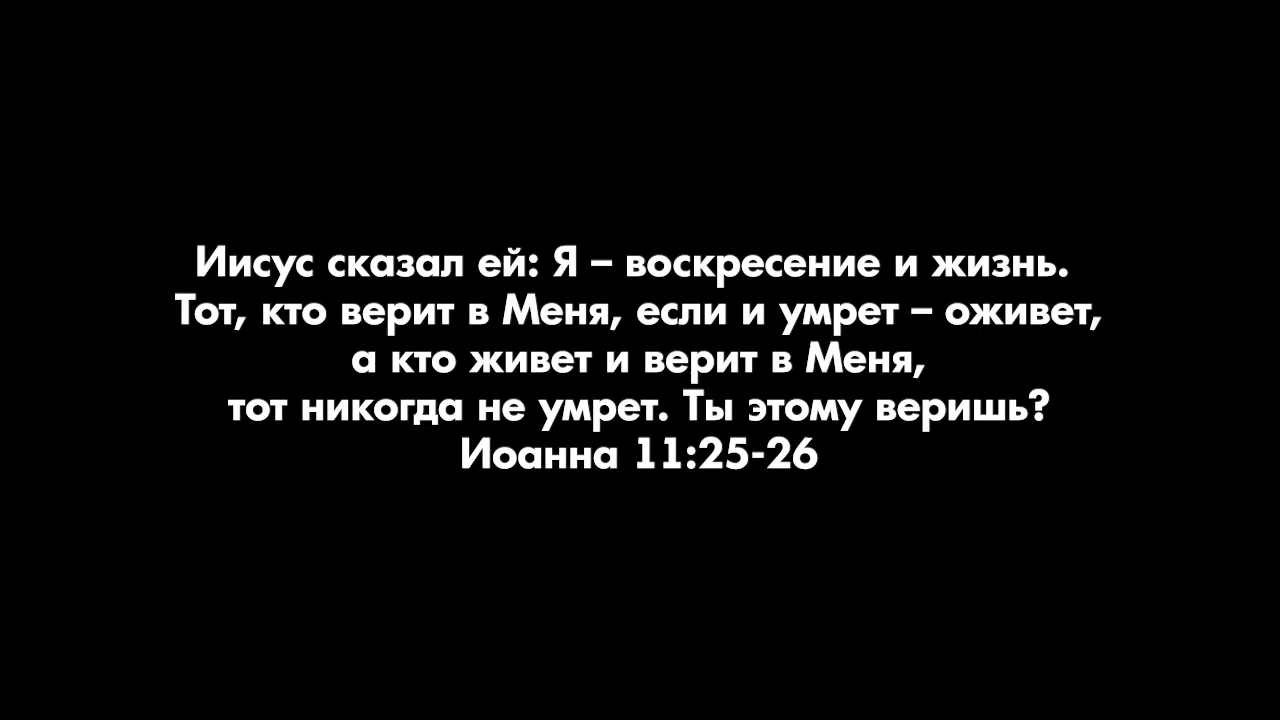 Иисус сказал ей: Я – воскресение и жизнь.
Тот, кто верит в Меня, если и умрет – оживет,
а кто живет и верит в Меня,
тот никогда не умрет. Ты этому веришь?
Иоанна 11:25-26